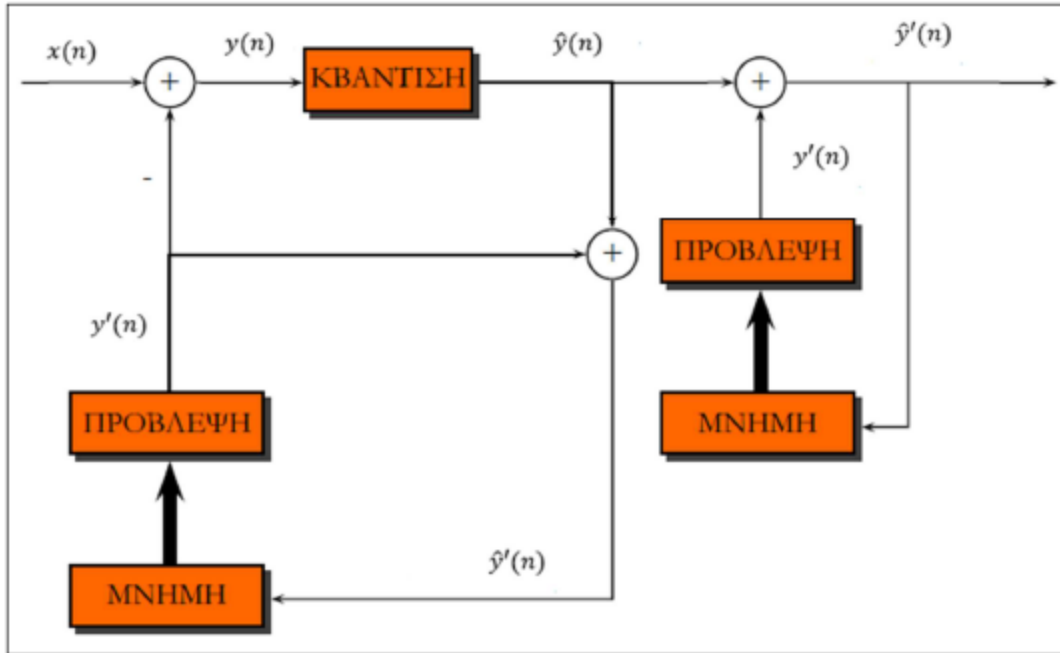 x(n)
y(n)
ŷ(n)
ŷ′(n)
+
ΚΒΑΝΤΙΣΗ
+
-
y′(n)
+
ΠΡΟΒΛΕΨΗ
y′(n)
ΠΡΟΒΛΕΨΗ
ΜΝΗΜΗ
ŷ′(n)
ΜΝΗΜΗ